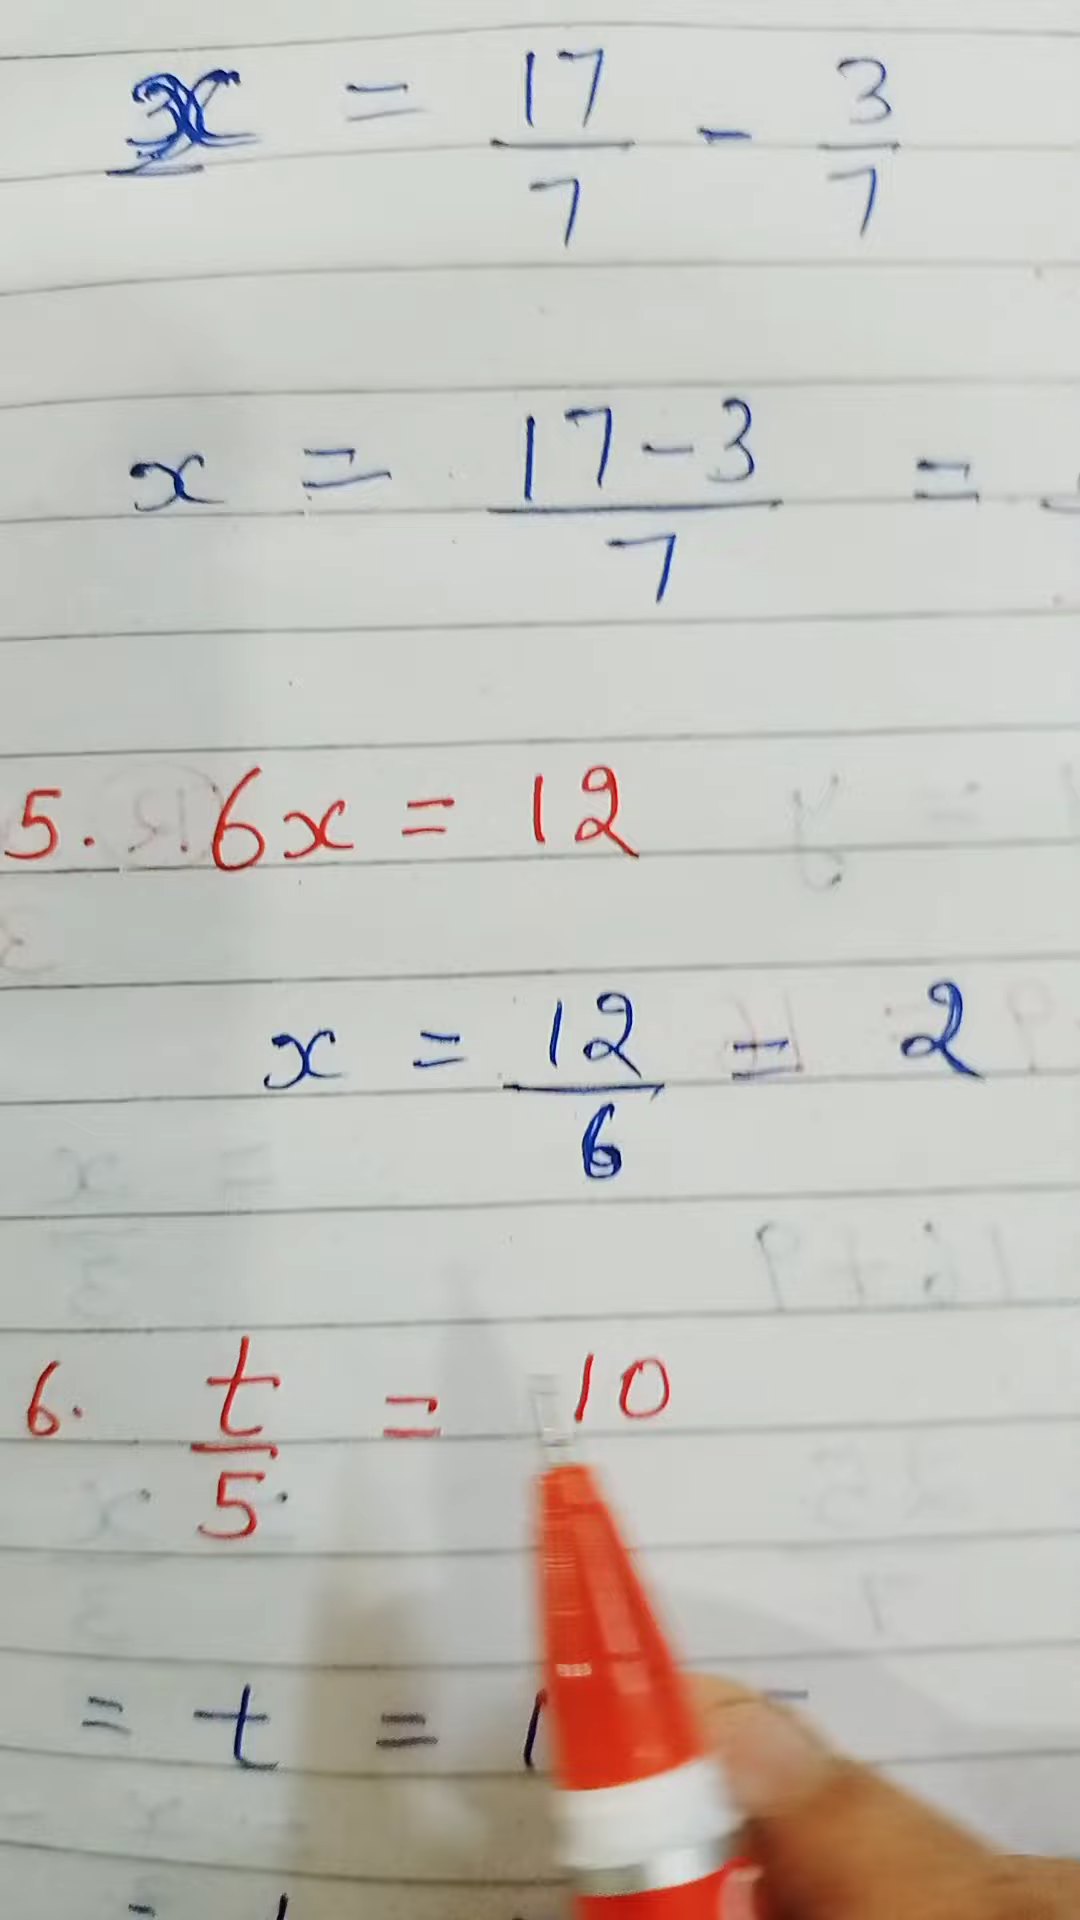 x = 17/7 - 3/7
x = 17-3/7 =
5. 6x = 12
x = 12/6 = 2
6. t/5 = 10
= t =
=